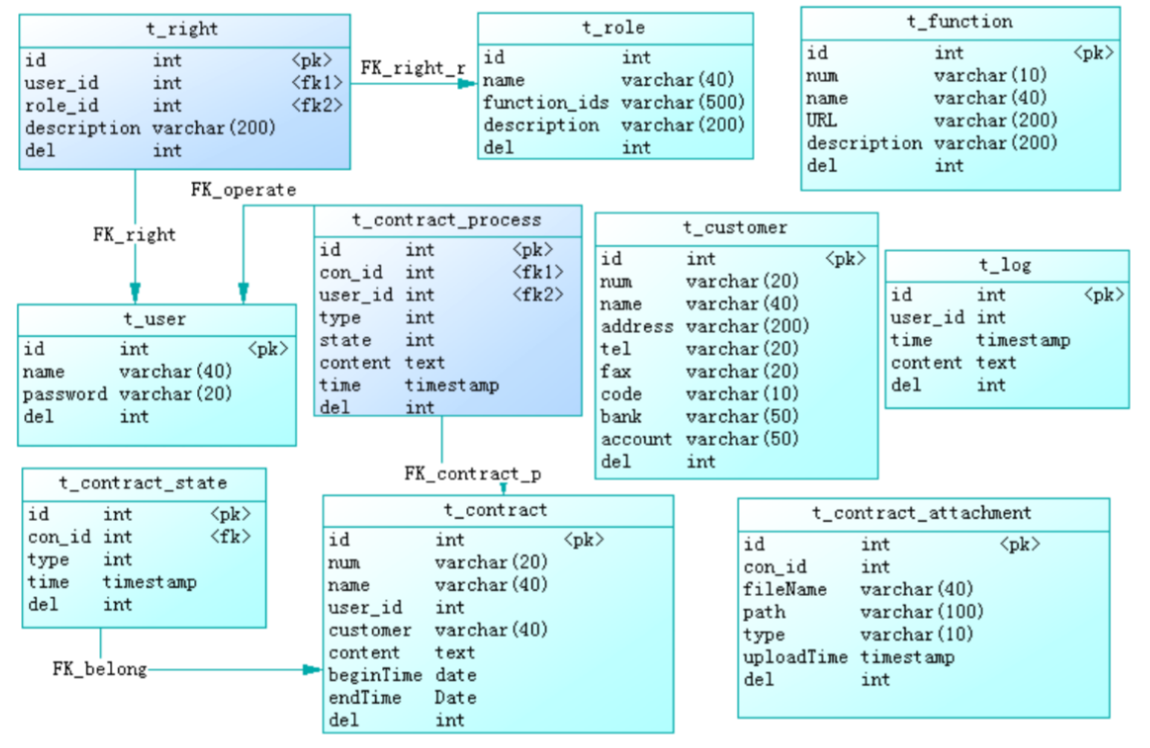 t_right
id int <pk>
user_id int <fk1>
role_id int <fk2>
description varchar(200)
del int
FK_right_r
t_role
id int
name varchar(40)
function_ids varchar(500)
description varchar(200)
del int
t_function
id int <pk>
num varchar(10)
name varchar(40)
URL varchar(200)
description varchar(200)
del int
FK_operate
FK_right
t_contract_process
id int <pk>
con_id int <fk1>
user_id int <fk2>
type int
state int
content text
time timestamp
del int
t_customer
id int <pk>
num varchar(20)
name varchar(40)
address varchar(200)
tel varchar(20)
fax varchar(20)
code varchar(10)
bank varchar(50)
account varchar(50)
del int
t_log
id int <pk>
user_id int
time timestamp
content text
del int
t_user
id int <pk>
name varchar(40)
password varchar(20)
del int
FK_contract_p
t_contract_state
id int <pk>
con_id int <fk>
type int
time timestamp
del int
FK_belong
t_contract
id int <pk>
num varchar(20)
name varchar(40)
user_id int
customer varchar(40)
content text
beginTime date
endTime Date
del int
t_contract_attachment
id int <pk>
con_id int
fileName varchar(40)
path varchar(100)
type varchar(10)
uploadTime timestamp
del int